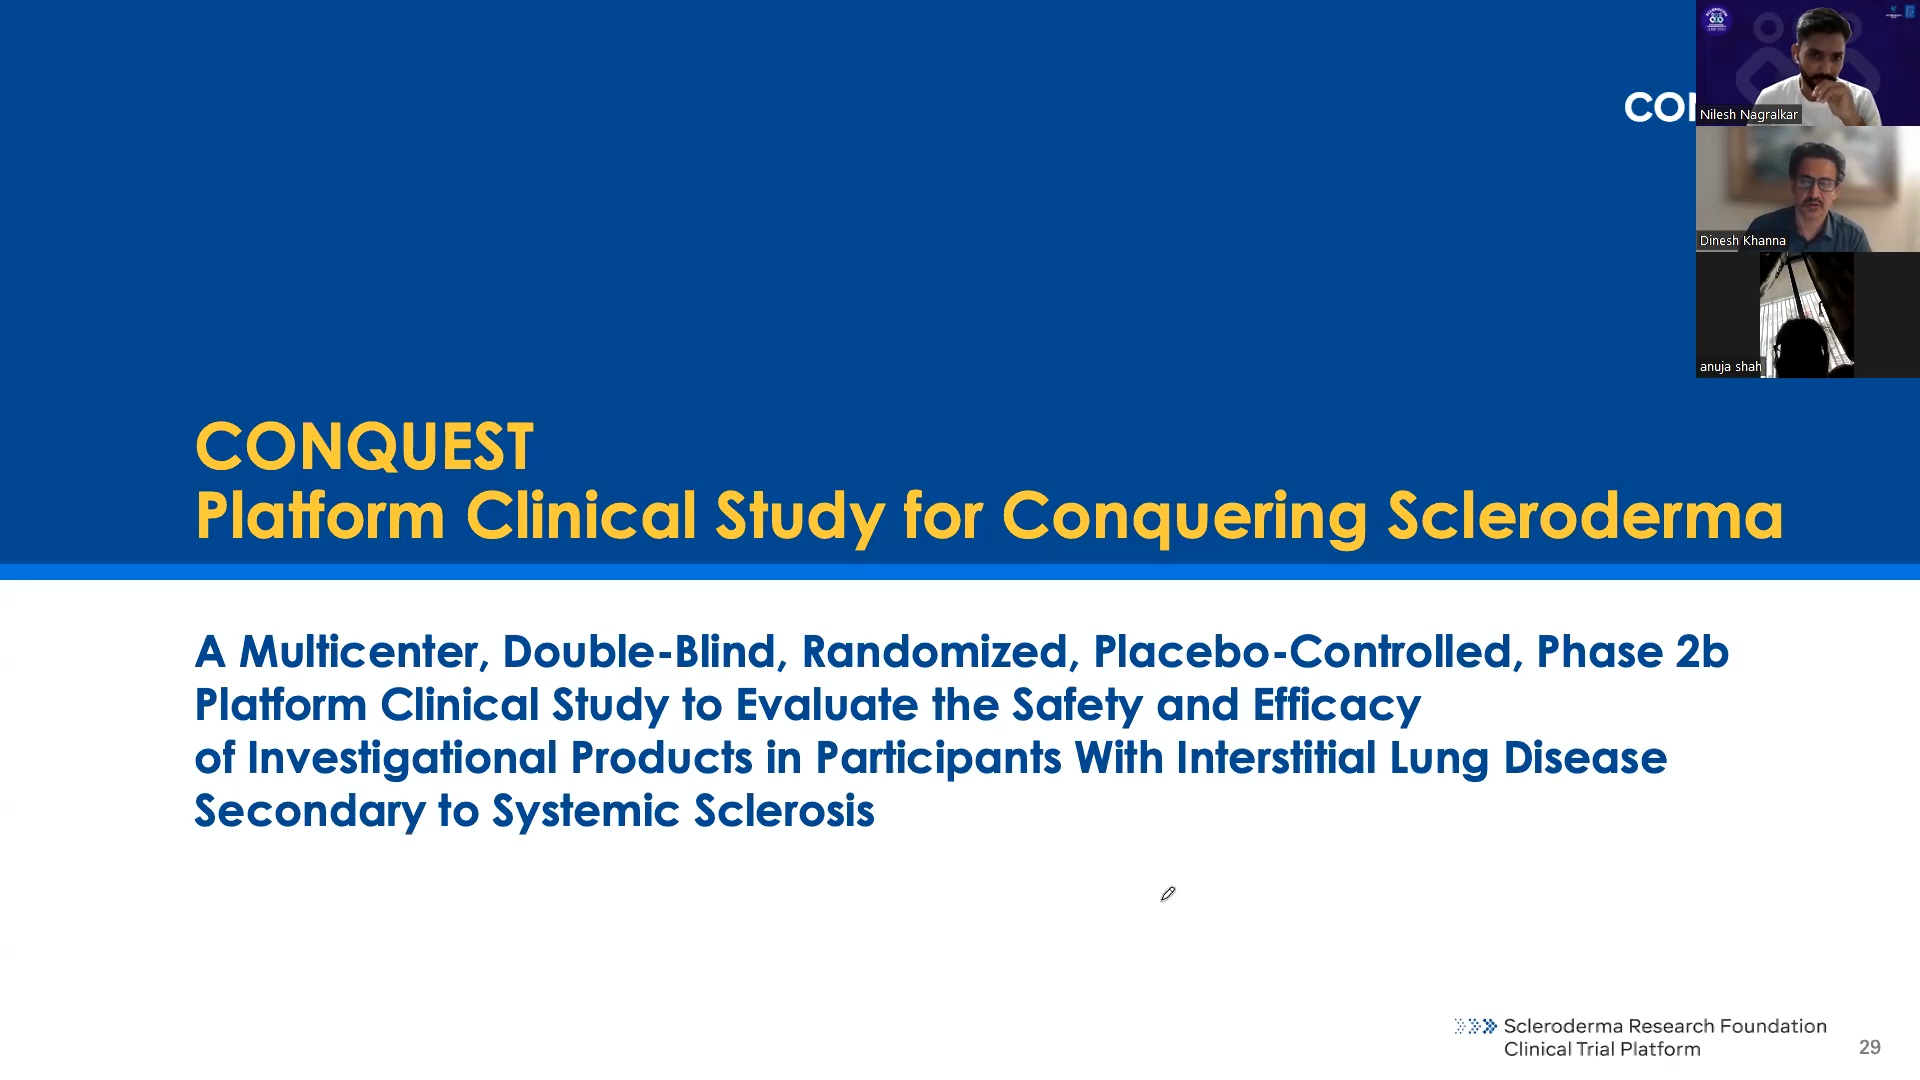 CON
Nilesh Nagralkar
Dinesh Khanna
anuja shah
CONQUEST
Platform Clinical Study for Conquering Scleroderma
A Multicenter, Double-Blind, Randomized, Placebo-Controlled, Phase 2b
Platform Clinical Study to Evaluate the Safety and Efficacy
of Investigational Products in Participants With Interstitial Lung Disease
Secondary to Systemic Sclerosis
Scleroderma Research Foundation
Clinical Trial Platform
29